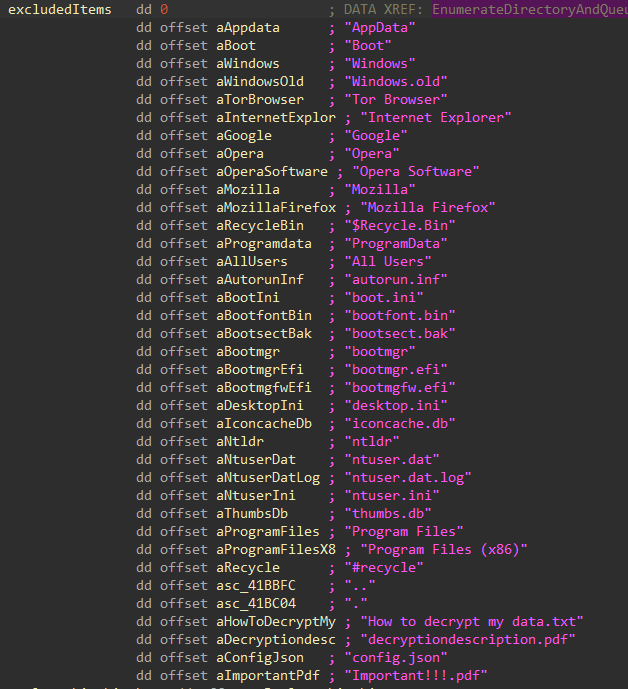 excludedItems dd 0 ; DATA XREF: EnumerateDirectoryAndQueu
dd offset aAppdata ; "AppData"
dd offset aBoot ; "Boot"
dd offset aWindows ; "Windows"
dd offset aWindowsOld ; "Windows.old"
dd offset aTorBrowser ; "Tor Browser"
dd offset aInternetExplor ; "Internet Explorer"
dd offset aGoogle ; "Google"
dd offset aOpera ; "Opera"
dd offset aOperaSoftware ; "Opera Software"
dd offset aMozilla ; "Mozilla"
dd offset aMozillaFirefox ; "Mozilla Firefox"
dd offset aRecycleBin ; "$Recycle.Bin"
dd offset aProgramdata ; "ProgramData"
dd offset aAllUsers ; "All Users"
dd offset aAutorunInf ; "autorun.inf"
dd offset aBootIni ; "boot.ini"
dd offset aBootfontBin ; "bootfont.bin"
dd offset aBootsectBak ; "bootsect.bak"
dd offset aBootmgr ; "bootmgr"
dd offset aBootmgrEfi ; "bootmgr.efi"
dd offset aBootmgfwEfi ; "bootmgfw.efi"
dd offset aDesktopIni ; "desktop.ini"
dd offset aIconcacheDb ; "iconcache.db"
dd offset aNtldr ; "ntldr"
dd offset aNtuserDat ; "ntuser.dat"
dd offset aNtuserDatLog ; "ntuser.dat.log"
dd offset aNtuserIni ; "ntuser.ini"
dd offset aThumbsDb ; "thumbs.db"
dd offset aProgramFiles ; "Program Files"
dd offset aProgramFilesX8 ; "Program Files (x86)"
dd offset aRecycle ; "#recycle"
dd offset asc_41BBFC ; ".."
dd offset asc_41BC04 ; "."
dd offset aHowToDecryptMy ; "How to decrypt my data.txt"
dd offset aDecryptiondesc ; "decryptiondescription.pdf"
dd offset aConfigJson ; "config.json"
dd offset aImportantPdf ; "Important!!!.pdf"